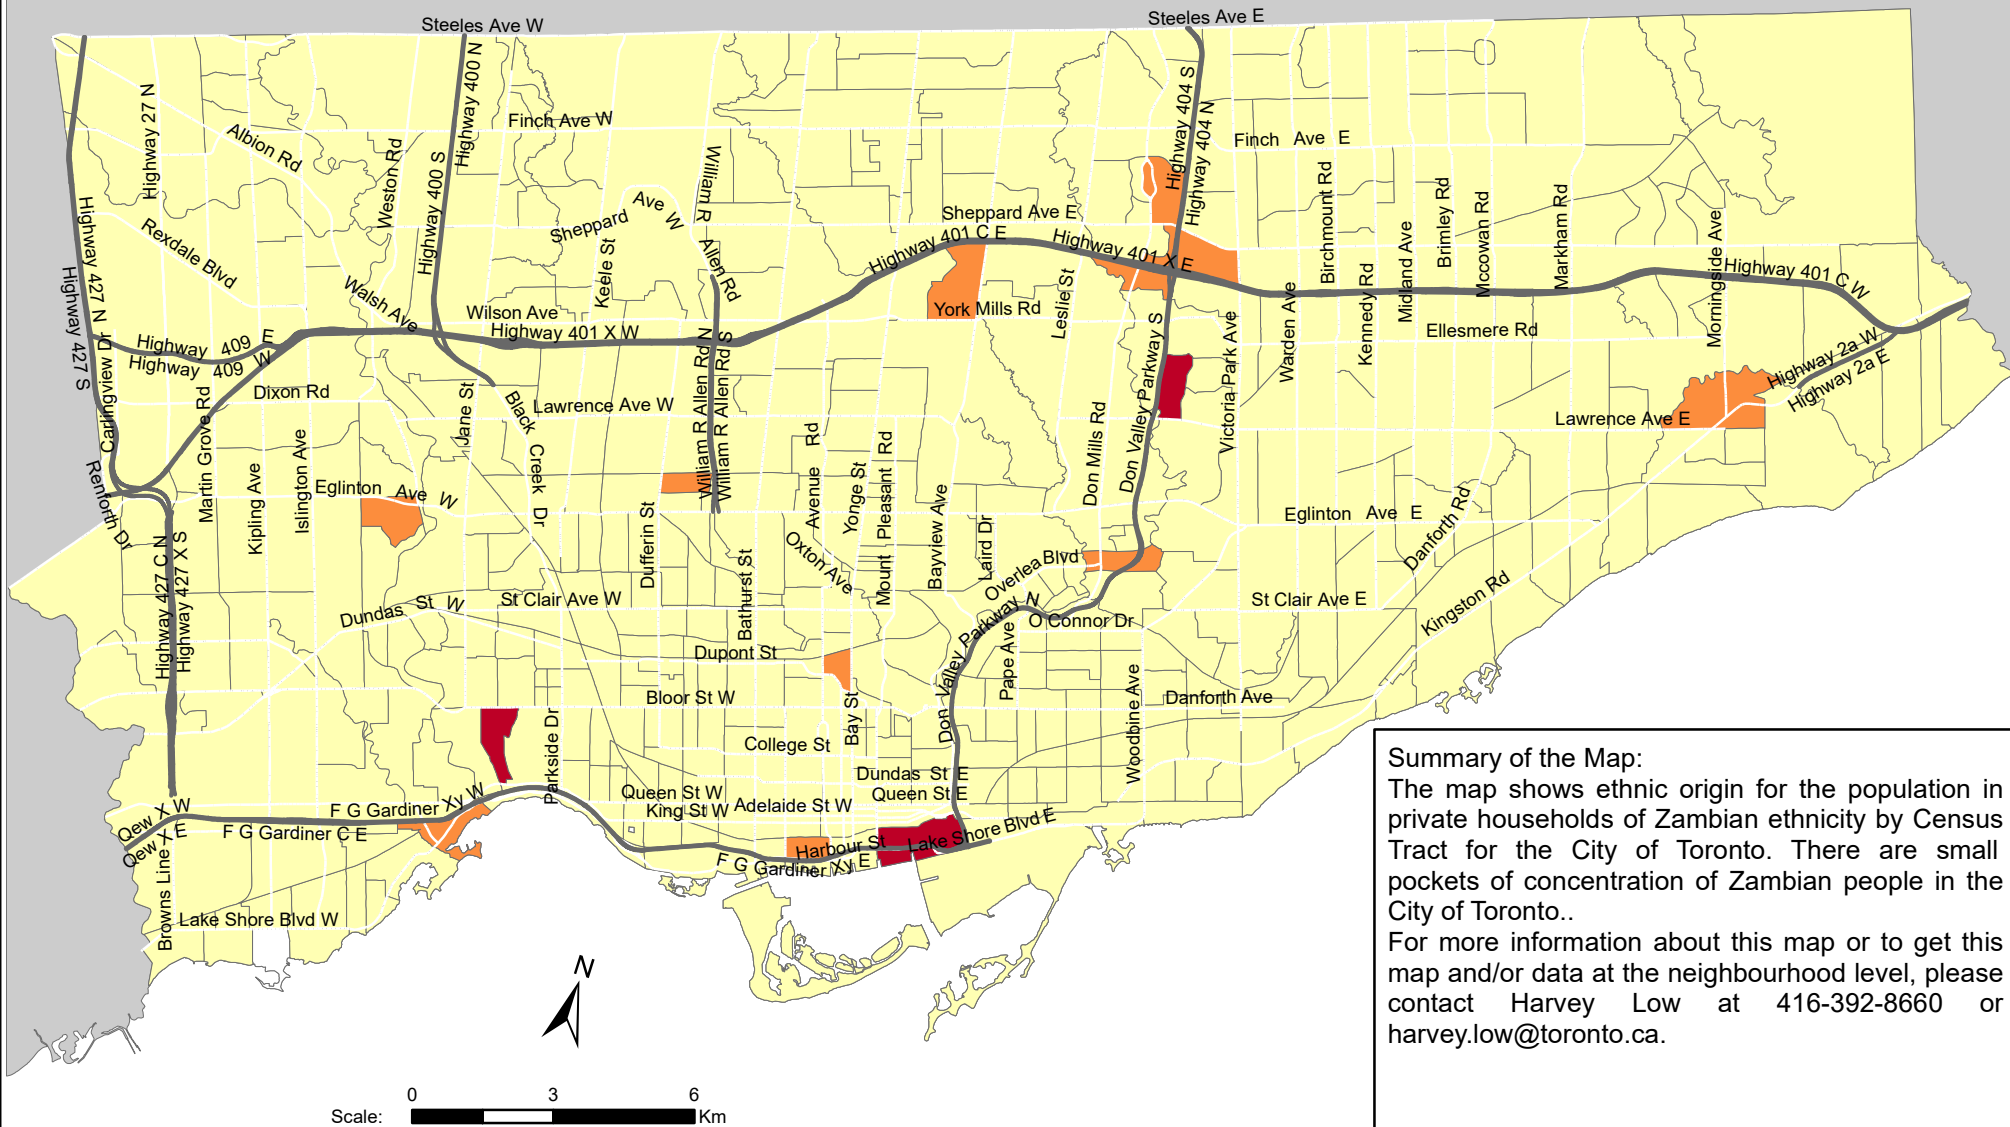 Steeles Ave W
Steeles Ave E
Highway 27 N
Albion Rd
Weston Rd
Highway 400 N
Highway 400 S
Finch Ave W
William R Allen Rd
Highway 404 S
Highway 404 N
Finch Ave E
Sheppard Ave W
Sheppard Ave E
Keele St
Rexdale Blvd
Highway 427 N
Highway 427 S
Walsh Ave
Wilson Ave
Highway 401 X W
Highway 401 C E
Highway 401 X E
York Mills Rd
Leslie St
Birchmount Rd
Midland Ave
Brimley Rd
Mccowan Rd
Markham Rd
Morningside Ave
Highway 401 C W
Warden Ave
Kennedy Rd
Ellesmere Rd
Highway 2a W
Highway 2a E
Highway 409 E
Highway 409 W
Carlingview Dr
Dixon Rd
Martin Grove Rd
Jane St
Black Creek Dr
Lawrence Ave W
William R Allen Rd N
William R Allen Rd S
Don Valley Parkway S
Victoria Park Ave
Lawrence Ave E
Renforth Dr
Kipling Ave
Islington Ave
Eglinton Ave W
Dufferin St
Avenue Rd
Yonge St
Mount Pleasant Rd
Bayview Ave
Laird Dr
Don Mills Rd
Eglinton Ave E
Danforth Rd
Oxton Ave
Bathurst St
Overlea Blvd
Highway 427 C N
Highway 427 X S
Dundas St W
St Clair Ave W
Don Valley Parkway N
O Connor Dr
St Clair Ave E
Kingston Rd
Dupont St
Pape Ave
Bloor St W
Bay St
Woodbine Ave
Danforth Ave
Parkside Dr
College St
Dundas St E
Queen St E
Queen St W
King St W
Adelaide St W
Qew X W
Qew X E
F G Gardiner Xy W
F G Gardiner C E
Harbour St
Lake Shore Blvd E
F G Gardiner Xy E
Browns Line
Lake Shore Blvd W
N
0 3 6
Scale: Km
Summary of the Map:
The map shows ethnic origin for the population in
private households of Zambian ethnicity by Census
Tract for the City of Toronto. There are small
pockets of concentration of Zambian people in the
City of Toronto..
For more information about this map or to get this
map and/or data at the neighbourhood level, please
contact Harvey Low at 416-392-8660 or
harvey.low@toronto.ca.